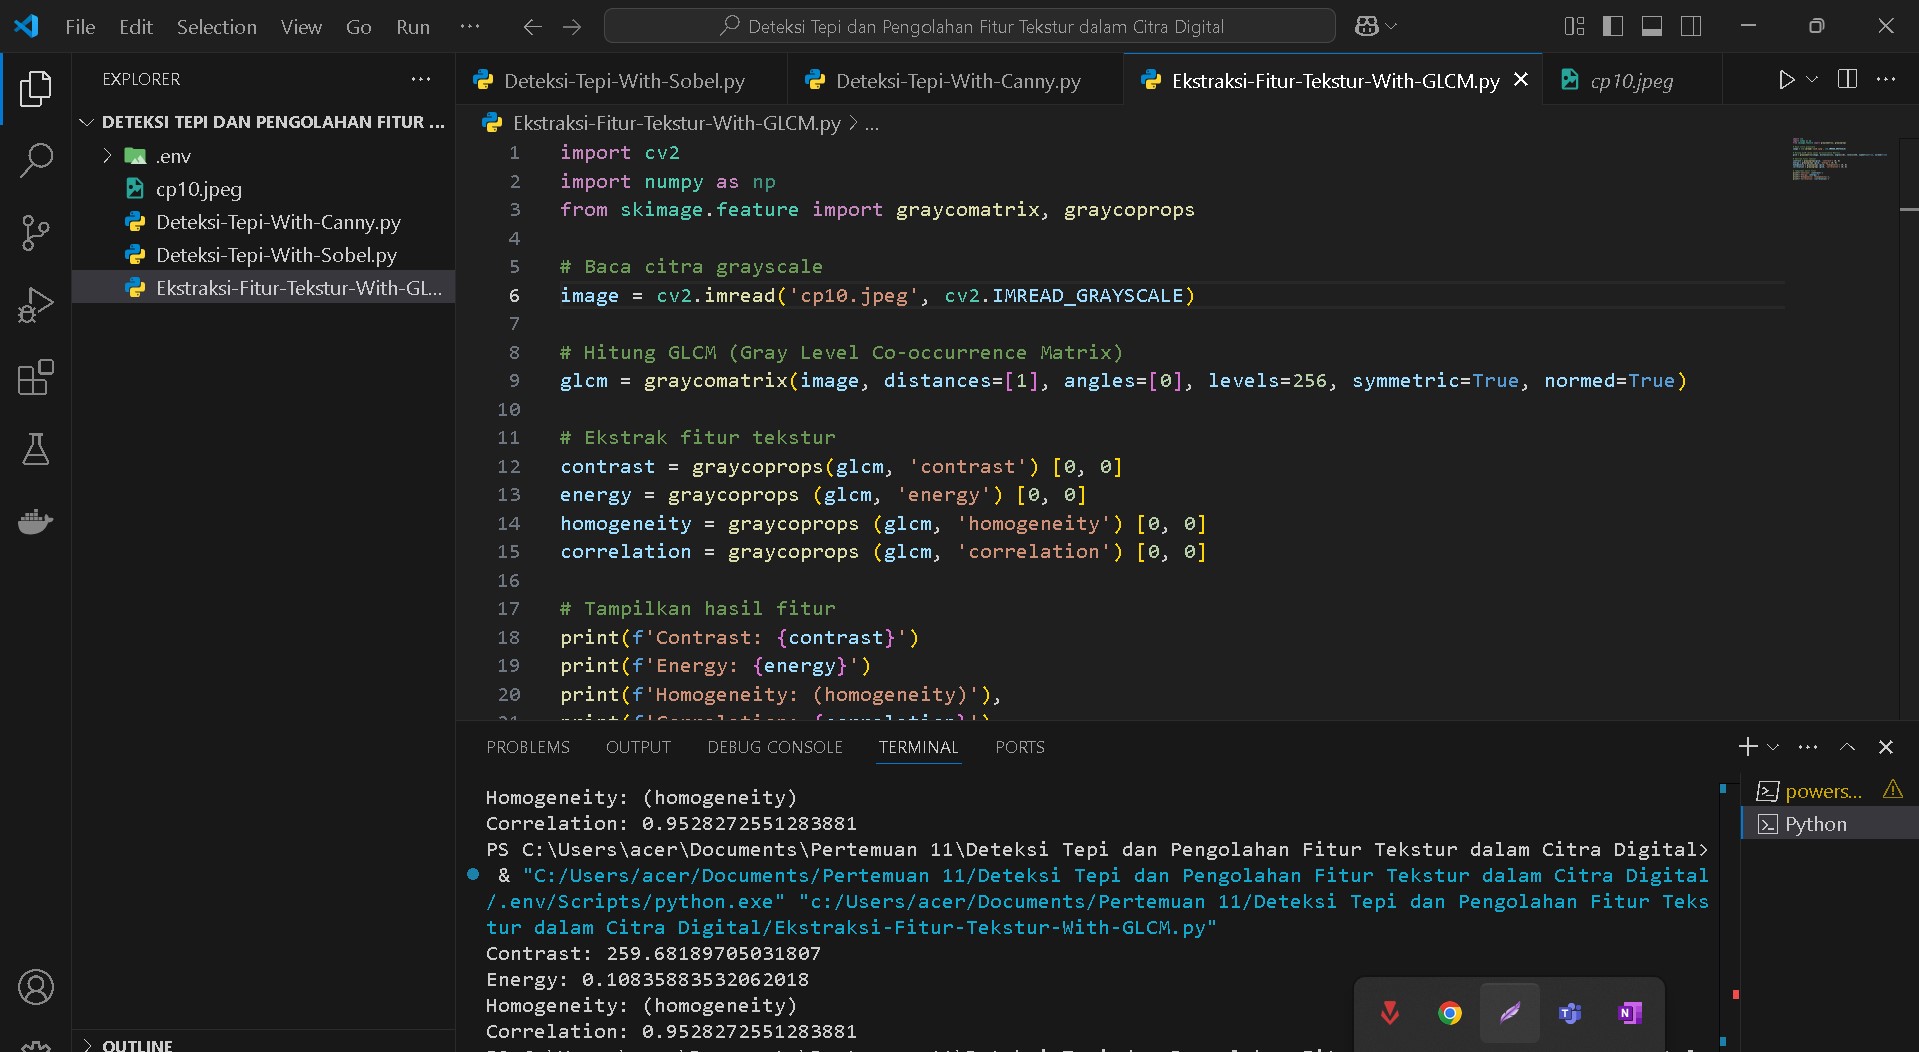 File Edit Selection View Go Run ··· Deteksi Tepi dan Pengolahan Fitur Tekstur dalam Citra Digital
EXPLORER
DETEKSI TEPI DAN PENGOLAHAN FITUR ...
.env
cp10.jpeg
Deteksi-Tepi-With-Canny.py
Deteksi-Tepi-With-Sobel.py
Ekstraksi-Fitur-Tekstur-With-GL...
OUTLINE
Deteksi-Tepi-With-Sobel.py Deteksi-Tepi-With-Canny.py Ekstraksi-Fitur-Tekstur-With-GLCM.py cp10.jpeg
Ekstraksi-Fitur-Tekstur-With-GLCM.py > ...
1 import cv2
2 import numpy as np
3 from skimage.feature import graycomatrix, graycoprops
4
5 # Baca citra grayscale
6 image = cv2.imread('cp10.jpeg', cv2.IMREAD_GRAYSCALE)
7
8 # Hitung GLCM (Gray Level Co-occurrence Matrix)
9 glcm = graycomatrix(image, distances=[1], angles=[0], levels=256, symmetric=True, normed=True)
10
11 # Ekstrak fitur tekstur
12 contrast = graycoprops(glcm, 'contrast') [0, 0]
13 energy = graycoprops (glcm, 'energy') [0, 0]
14 homogeneity = graycoprops (glcm, 'homogeneity') [0, 0]
15 correlation = graycoprops (glcm, 'correlation') [0, 0]
16
17 # Tampilkan hasil fitur
18 print(f'Contrast: {contrast}')
19 print(f'Energy: {energy}')
20 print(f'Homogeneity: (homogeneity)'),
21 print(f'Correlation: {correlation}')
PROBLEMS OUTPUT DEBUG CONSOLE TERMINAL PORTS
Homogeneity: (homogeneity)
Correlation: 0.9528272551283881
PS C:\Users\acer\Documents\Pertemuan 11\Deteksi Tepi dan Pengolahan Fitur Tekstur dalam Citra Digital>
& "C:/Users/acer/Documents/Pertemuan 11/Deteksi Tepi dan Pengolahan Fitur Tekstur dalam Citra Digital
/.env/Scripts/python.exe" "c:/Users/acer/Documents/Pertemuan 11/Deteksi Tepi dan Pengolahan Fitur Teks
tur dalam Citra Digital/Ekstraksi-Fitur-Tekstur-With-GLCM.py"
Contrast: 259.68189705031807
Energy: 0.10835883532062018
Homogeneity: (homogeneity)
Correlation: 0.9528272551283881
powers...
Python